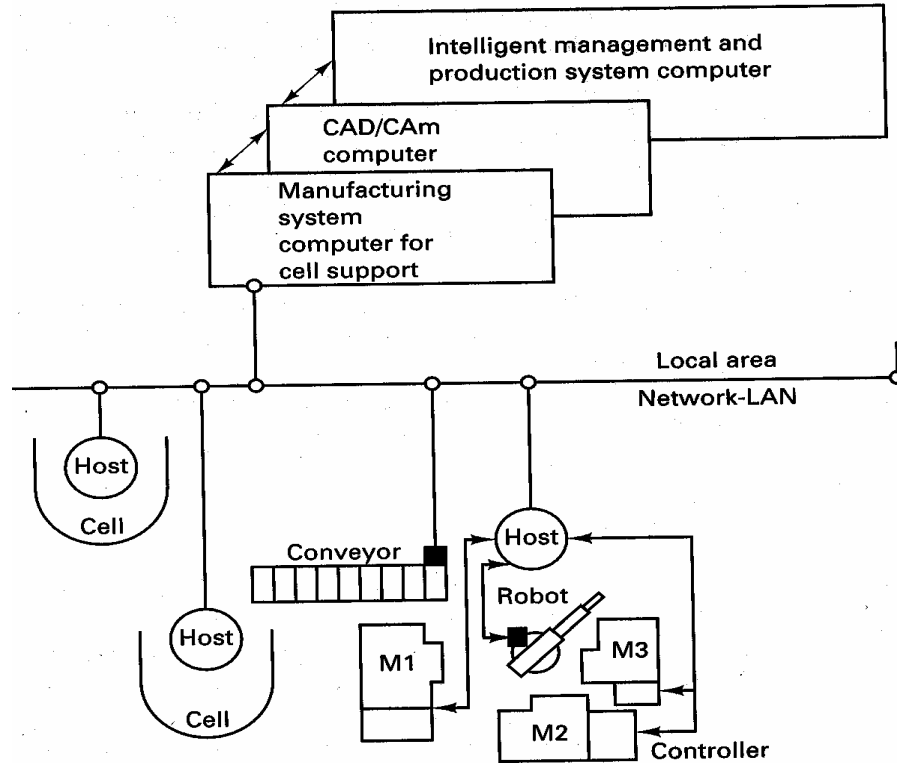 Intelligent management and
production system computer
CAD/CAm
computer
Manufacturing
system
computer for
cell support
Local area
Network-LAN
Host
Cell
Host
Cell
Conveyor
Host
Robot
M1
M3
M2
Controller